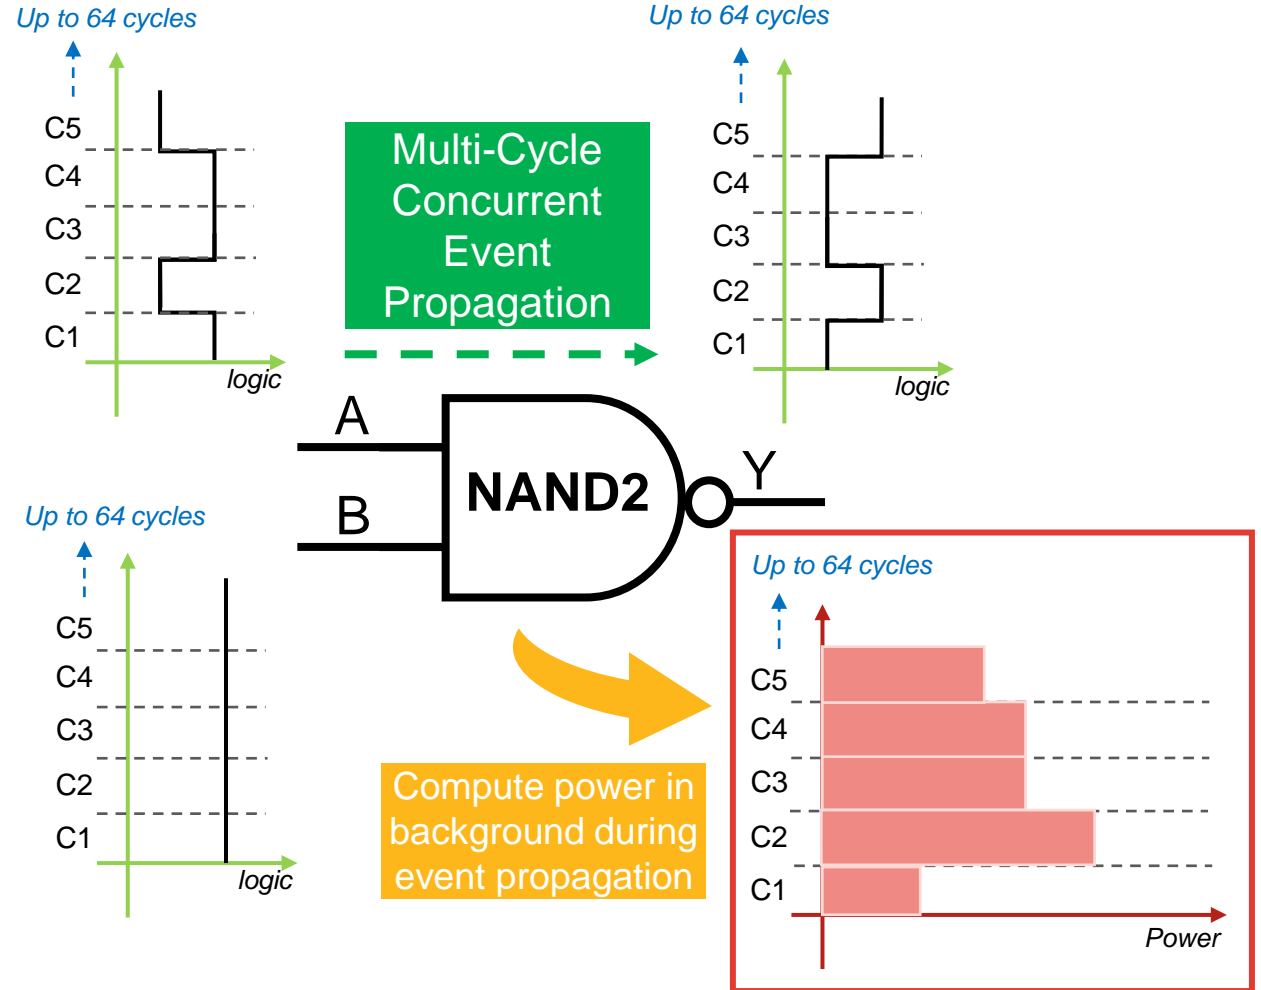 Up to 64 cycles
C5
C4
C3
C2
C1
logic
Multi-Cycle
Concurrent
Event
Propagation
Up to 64 cycles
C5
C4
C3
C2
C1
logic
A
B
NAND2
Y
Up to 64 cycles
C5
C4
C3
C2
C1
logic
Compute power in
background during
event propagation
Up to 64 cycles
C5
C4
C3
C2
C1
Power